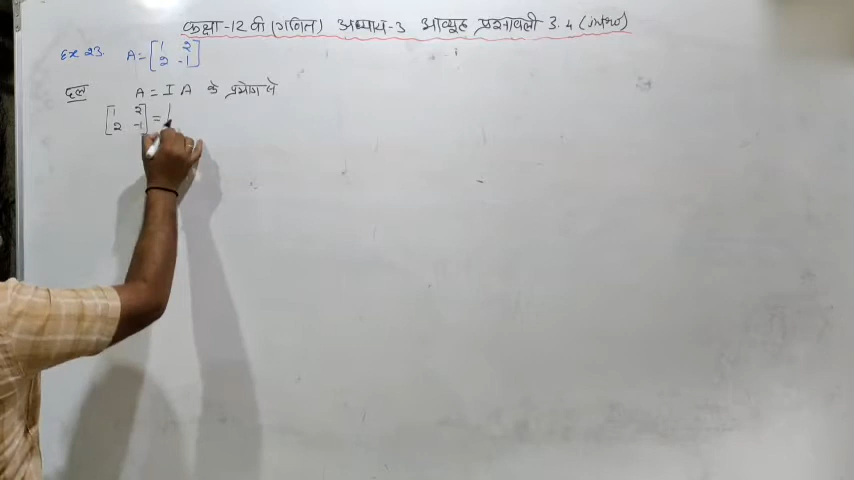 कक्षा-12 वी (गणित) अध्याय-3 आव्यूह प्रश्नावली 3.4 (intro)
Ex 23. A = [1 2
2 -1]
हल A = I A के प्रयोग से
[1 2
2 -1] =